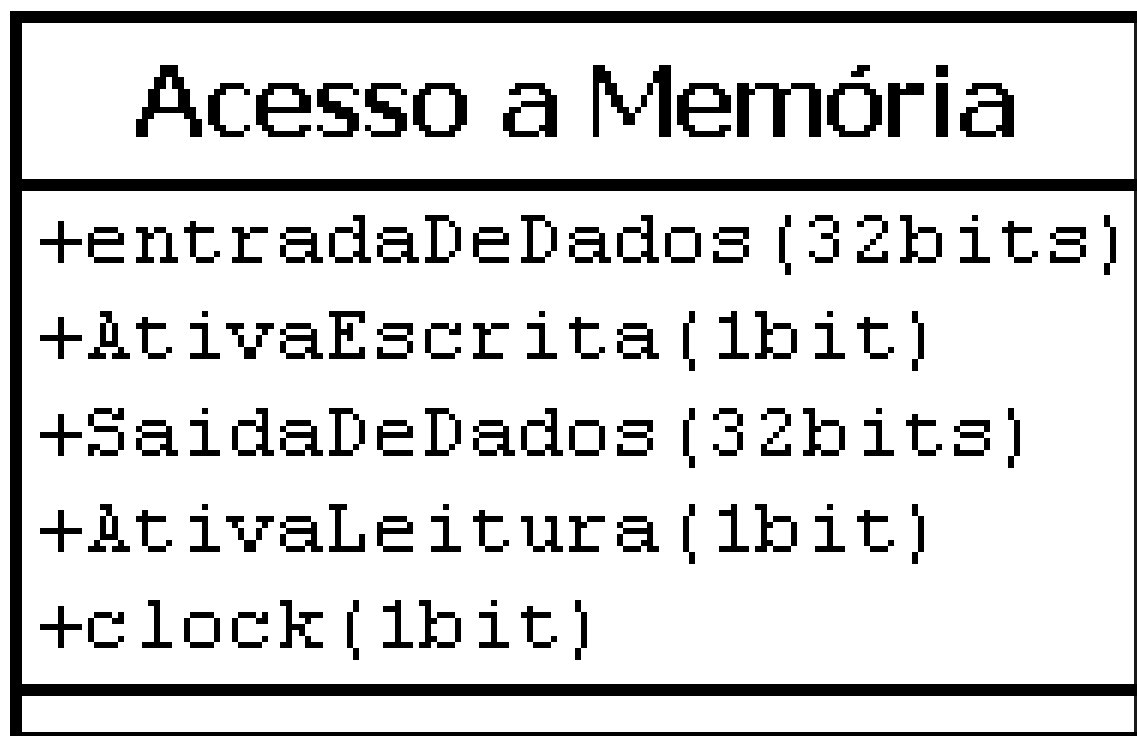 Acesso a Memória
+entradaDeDados(32bits)
+AtivaEscrita(1bit)
+SaidaDeDados(32bits)
+AtivaLeitura(1bit)
+clock(1bit)